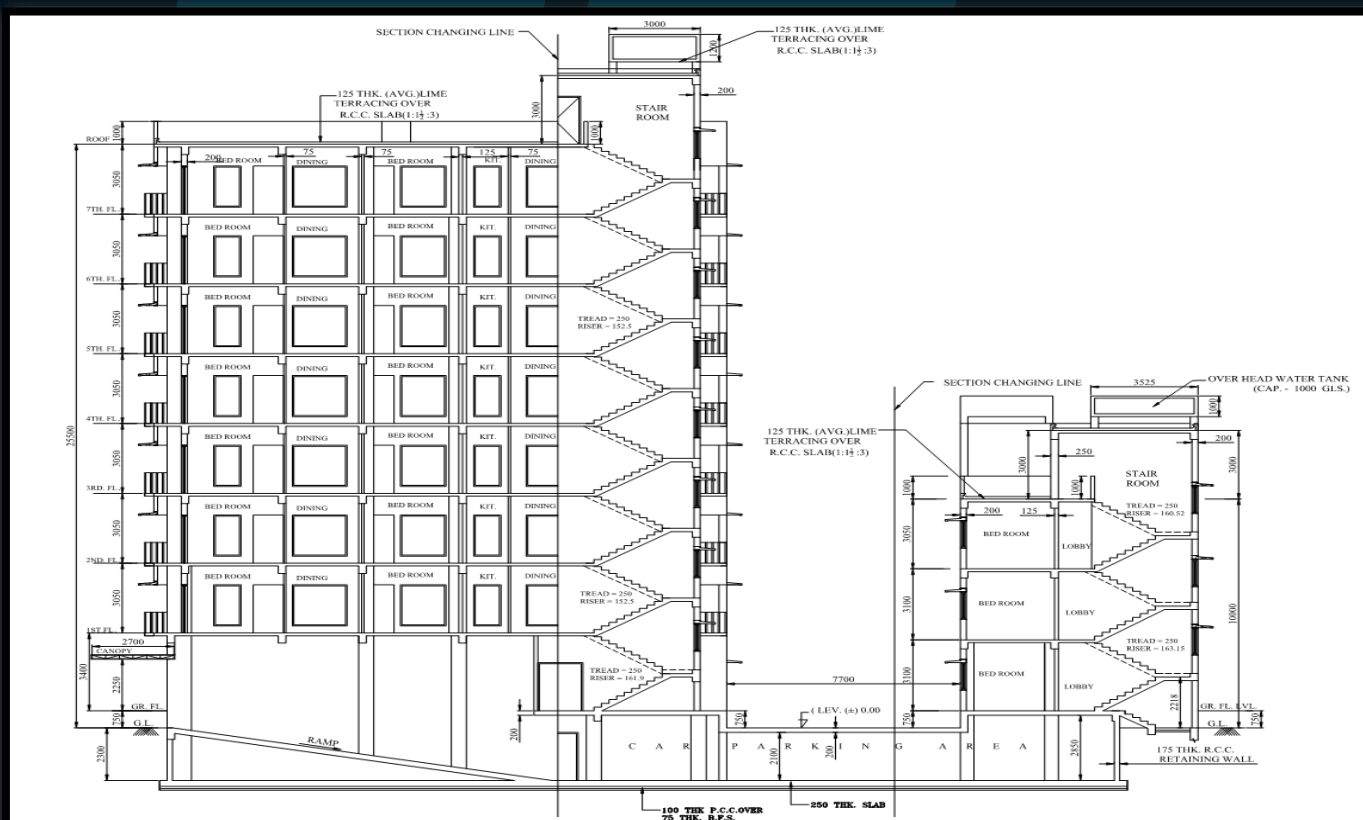 SECTION CHANGING LINE
3000
1200
125 THK. (AVG.)LIME
TERRACING OVER
R.C.C. SLAB(1:1½:3)
125 THK. (AVG.)LIME
TERRACING OVER
R.C.C. SLAB(1:1½:3)
200
3000
STAIR
ROOM
1000
1000
ROOF
200
BED ROOM
75
DINING
75
BED ROOM
125
KIT.
75
DINING
3050
7TH. FL.
BED ROOM
DINING
BED ROOM
KIT.
DINING
3050
6TH. FL.
BED ROOM
DINING
BED ROOM
KIT.
DINING
3050
TREAD = 250
RISER = 152.5
5TH. FL.
BED ROOM
DINING
BED ROOM
KIT.
DINING
3050
4TH. FL.
25500
BED ROOM
DINING
BED ROOM
KIT.
DINING
3050
3RD. FL.
BED ROOM
DINING
BED ROOM
KIT.
DINING
3050
2ND. FL.
BED ROOM
DINING
BED ROOM
KIT.
DINING
3050
TREAD = 250
RISER = 152.5
1ST FL.
2700
CANOPY
3400
2250
TREAD = 250
RISER = 161.9
GR. FL.
750
G.L.
2300
RAMP
200
SECTION CHANGING LINE
3525
OVER HEAD WATER TANK
(CAP. - 1000 GLS.)
1000
125 THK. (AVG.)LIME
TERRACING OVER
R.C.C. SLAB(1:1½:3)
200
250
3000
3000
STAIR
ROOM
1000
1000
TREAD = 250
RISER = 160.52
200
125
3050
BED ROOM
LOBBY
3100
BED ROOM
LOBBY
10000
TREAD = 250
RISER = 163.15
3100
BED ROOM
LOBBY
7700
2218
GR. FL. LVL.
750
( LEV. (±) 0.00
750
750
G.L.
CAR PARKING AREA
2100
200
2850
175 THK. R.C.C.
RETAINING WALL
100 THK P.C.C.OVER
75 THK. B.F.S.
250 THK. SLAB